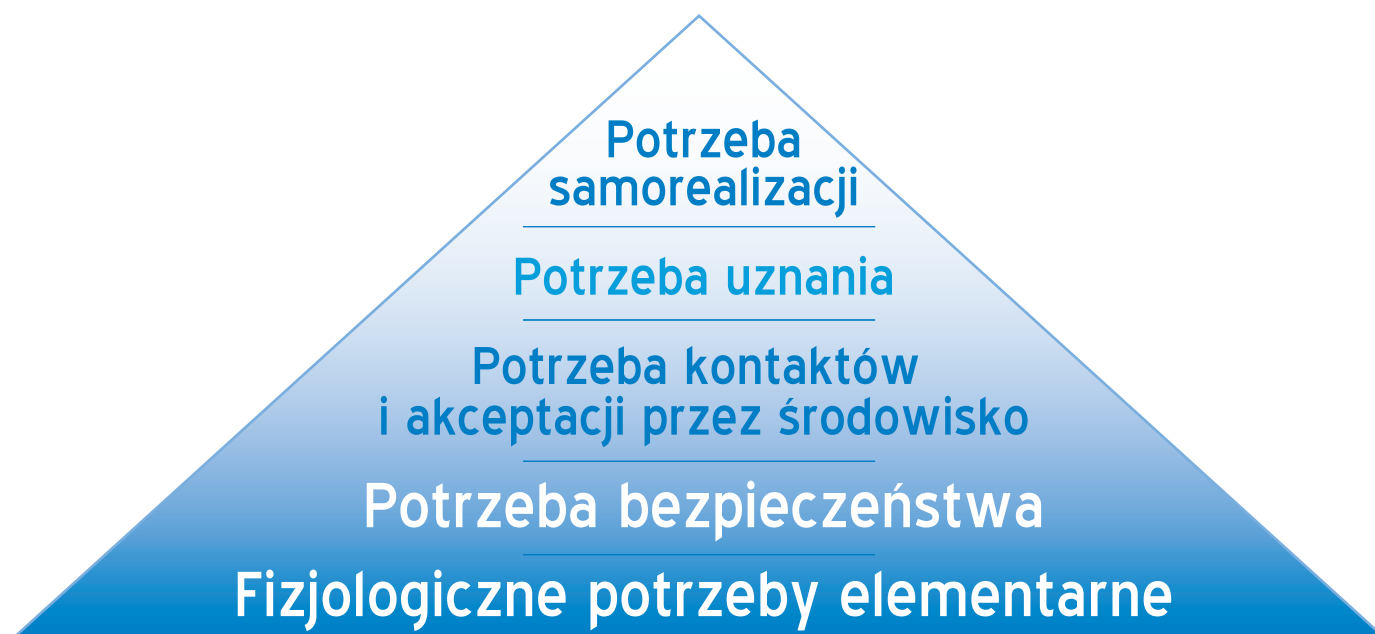 Potrzeba
samorealizacji
Potrzeba uznania
Potrzeba kontaktów
i akceptacji przez środowisko
Potrzeba bezpieczeństwa
Fizjologiczne potrzeby elementarne